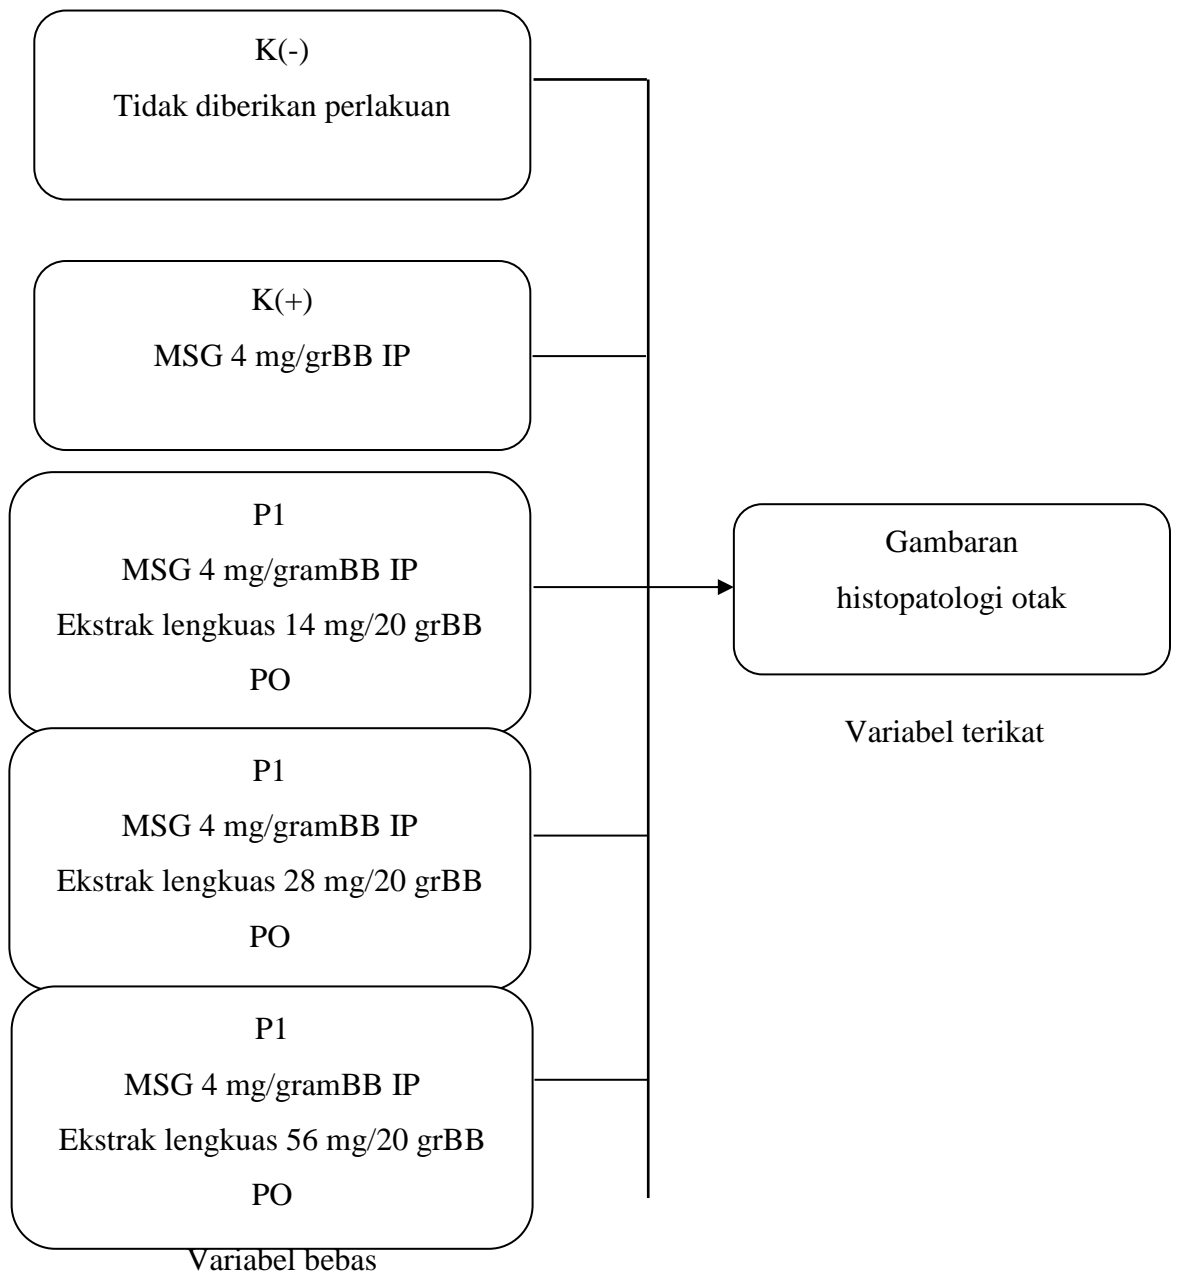 K(-)
Tidak diberikan perlakuan
K(+)
MSG 4 mg/grBB IP
P1
MSG 4 mg/gramBB IP
Ekstrak lengkuas 14 mg/20 grBB
PO
P1
MSG 4 mg/gramBB IP
Ekstrak lengkuas 28 mg/20 grBB
PO
P1
MSG 4 mg/gramBB IP
Ekstrak lengkuas 56 mg/20 grBB
PO
Variabel bebas
Gambaran
histopatologi otak
Variabel terikat